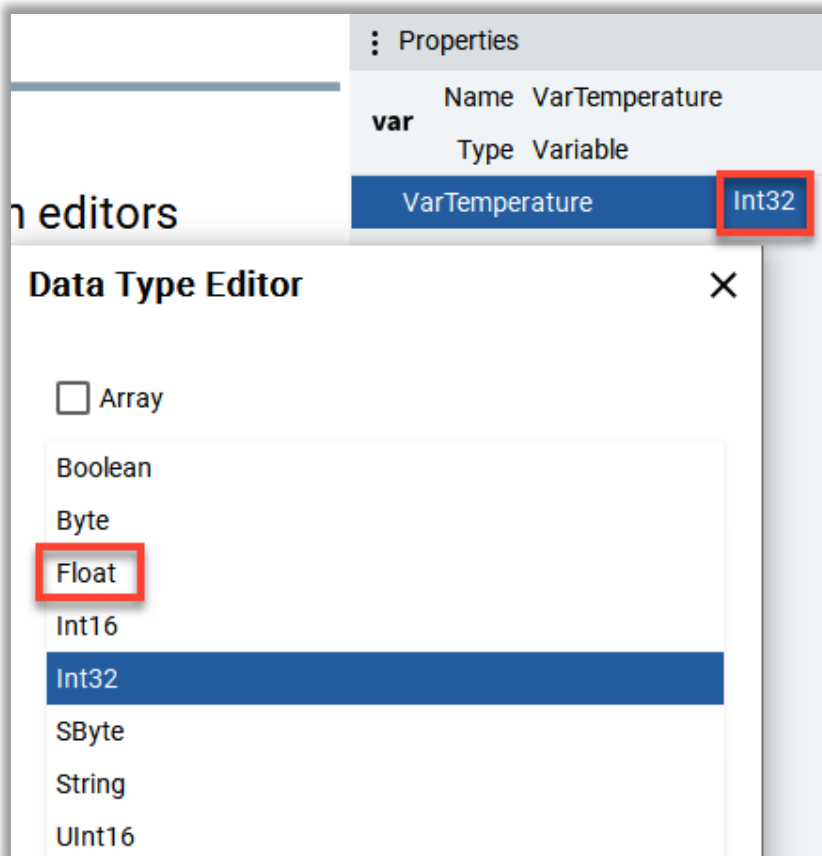 Properties
Name VarTemperature
var
Type Variable
VarTemperature Int32
n editors
Data Type Editor
Array
Boolean
Byte
Float
Int16
Int32
SByte
String
UInt16